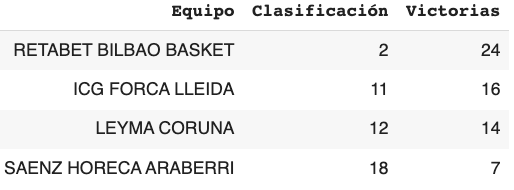 Equipo Clasificación Victorias
RETABET BILBAO BASKET 2 24
ICG FORCA LLEIDA 11 16
LEYMA CORUNA 12 14
SAENZ HORECA ARABERRI 18 7